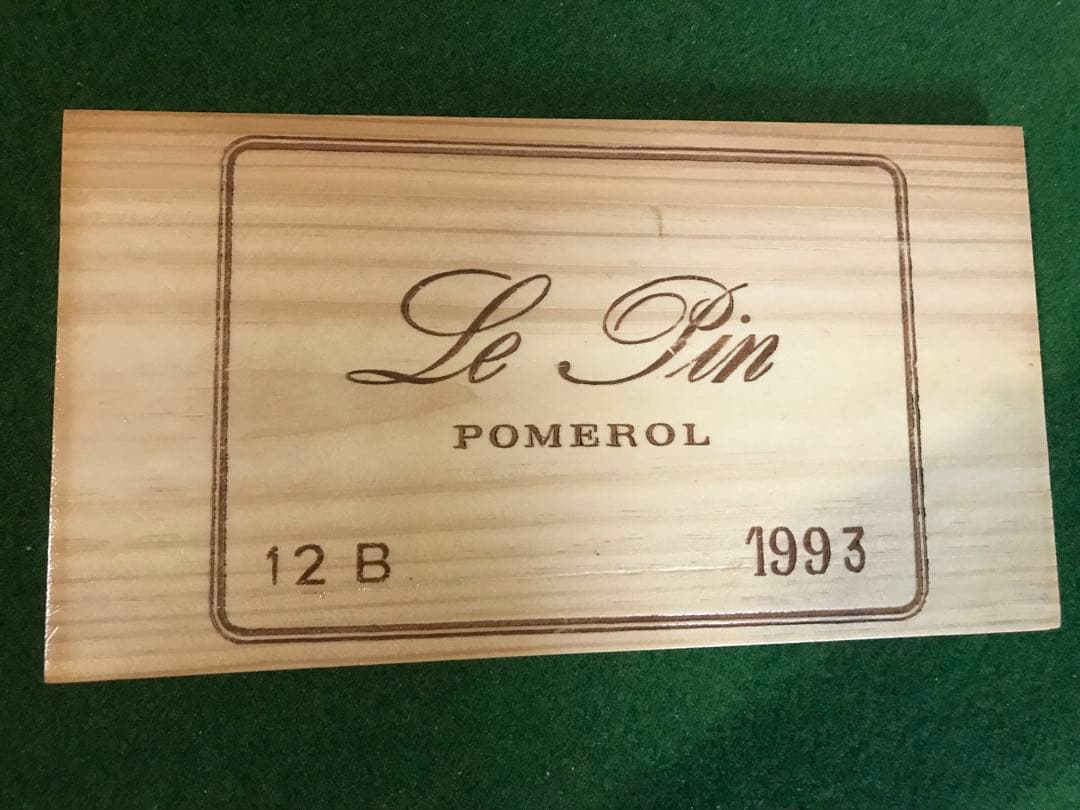 Le Pin
POMEROL
12 B 1993